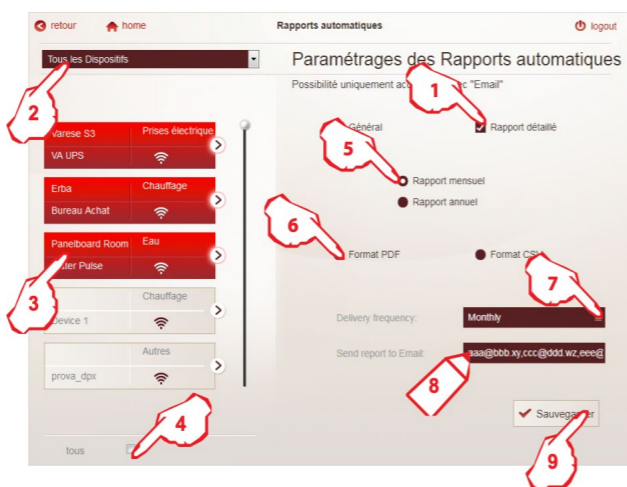 retour
home
Rapports automatiques
logout
Tous les Dispositifs
Paramétrages des Rapports automatiques
Possibilité uniquement ac "Email"
1
2
Général
Rapport détaillé
Varese S3
Prises électrique
VA UPS
5
Rapport mensuel
Rapport annuel
Erba
Chauffage
Bureau Achat
6
Panelboard Room
Eau
Pulse
Format PDF
Format
7
3
Chauffage
Device 1
Delivery frequency:
Monthly
Autres
prova_dpx
Send report to Email:
aaa@bbb.xy,ccc@ddd.wz,eee@
8
4
Sauvegarder
tous
9